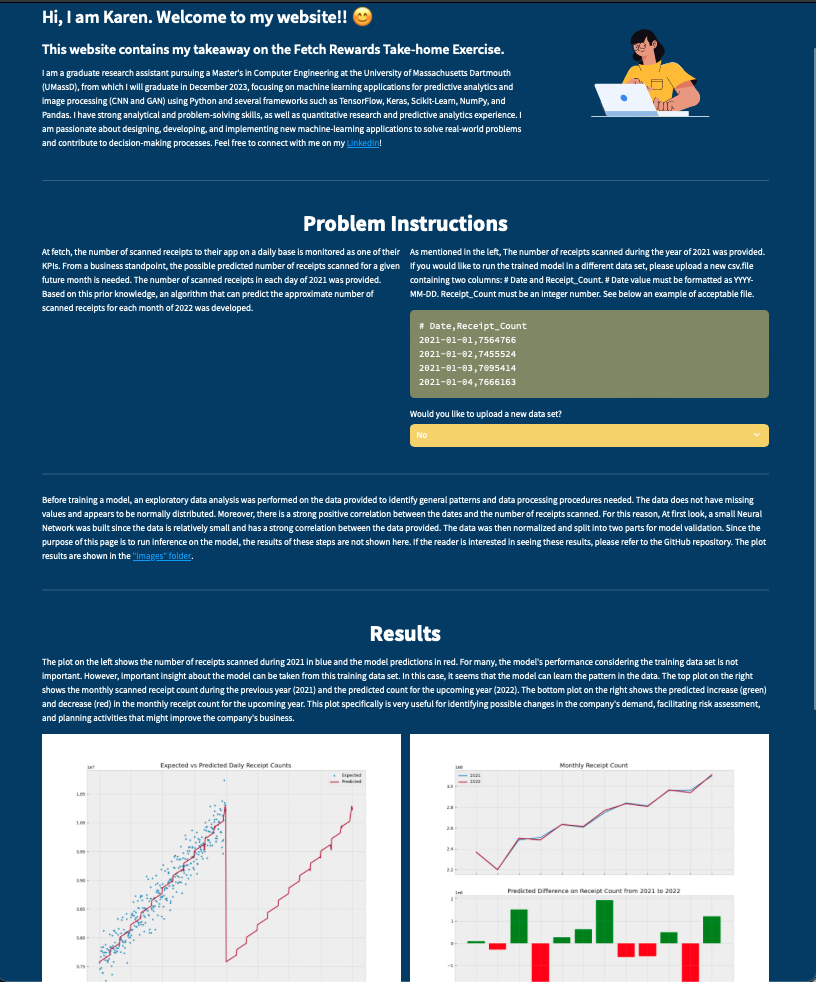 Hi, I am Karen. Welcome to my website!! 😊
This website contains my takeaway on the Fetch Rewards Take-home Exercise.
I am a graduate research assistant pursuing a Master's in Computer Engineering at the University of Massachusetts Dartmouth
(UMassD), from which I will graduate in December 2023, focusing on machine learning applications for predictive analytics and
image processing (CNN and GAN) using Python and several frameworks such as TensorFlow, Keras, Scikit-Learn, NumPy, and
Pandas. I have strong analytical and problem-solving skills, as well as quantitative research and predictive analytics experience. I
am passionate about designing, developing, and implementing new machine-learning applications to solve real-world problems
and contribute to decision-making processes. Feel free to connect with me on my LinkedIn!
Problem Instructions
At fetch, the number of scanned receipts to their app on a daily base is monitored as one of their
KPIs. From a business standpoint, the possible predicted number of receipts scanned for a given
future month is needed. The number of scanned receipts in each day of 2021 was provided.
Based on this prior knowledge, an algorithm that can predict the approximate number of
scanned receipts for each month of 2022 was developed.
As mentioned in the left, The number of receipts scanned during the year of 2021 was provided.
If you would like to run the trained model in a different data set, please upload a new csv.file
containing two columns: # Date and Receipt_Count. # Date value must be formatted as YYYY-
MM-DD. Receipt_Count must be an integer number. See below an example of acceptable file.
# Date,Receipt_Count
2021-01-01,7564766
2021-01-02,7455524
2021-01-03,7095414
2021-01-04,7666163
Would you like to upload a new data set?
No
Before training a model, an exploratory data analysis was performed on the data provided to identify general patterns and data processing procedures needed. The data does not have missing
values and appears to be normally distributed. Moreover, there is a strong positive correlation between the dates and the number of receipts scanned. For this reason, At first look, a small Neural
Network was built since the data is relatively small and has a strong correlation between the data provided. The data was then normalized and split into two parts for model validation. Since the
purpose of this page is to run inference on the model, the results of these steps are not shown here. If the reader is interested in seeing these results, please refer to the GitHub repository. The plot
results are shown in the "images" folder.
Results
The plot on the left shows the number of receipts scanned during 2021 in blue and the model predictions in red. For many, the model's performance considering the training data set is not
important. However, important insight about the model can be taken from this training data set. In this case, it seems that the model can learn the pattern in the data. The top plot on the right
shows the monthly scanned receipt count during the previous year (2021) and the predicted count for the upcoming year (2022). The bottom plot on the right shows the predicted increase (green)
and decrease (red) in the monthly receipt count for the upcoming year. This plot specifically is very useful for identifying possible changes in the company's demand, facilitating risk assessment,
and planning activities that might improve the company's business.
Expected vs Predicted Daily Receipt Counts
1e7
Expected
Predicted
1.05
1.00
0.95
0.90
0.85
0.80
0.75
Monthly Receipt Count
1e8
2021
2022
3.0
2.8
2.6
2.4
2.2
Predicted Difference on Receipt Count from 2021 to 2022
1e6
2
1
0
−1